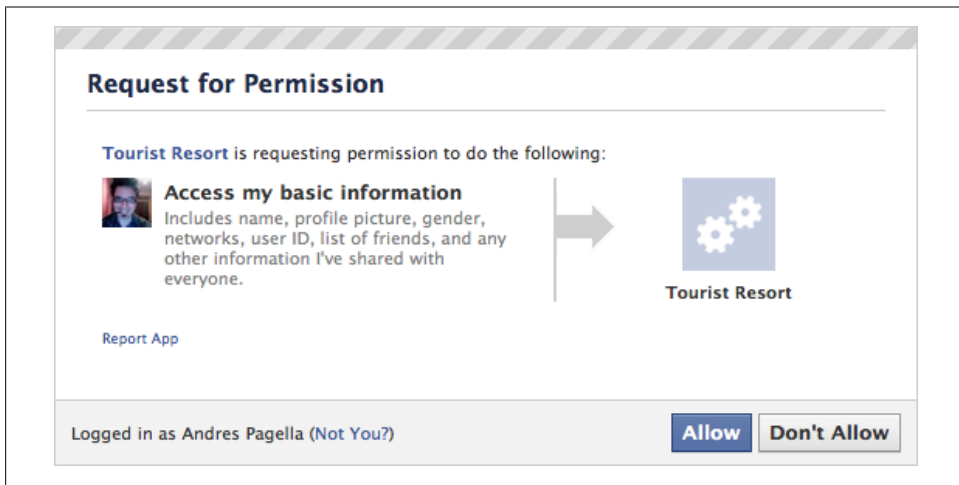 Request for Permission
Tourist Resort is requesting permission to do the following:
Access my basic information
Includes name, profile picture, gender,
networks, user ID, list of friends, and any
other information I've shared with
everyone.
Tourist Resort
Report App
Logged in as Andres Pagella (Not You?)
Allow
Don't Allow